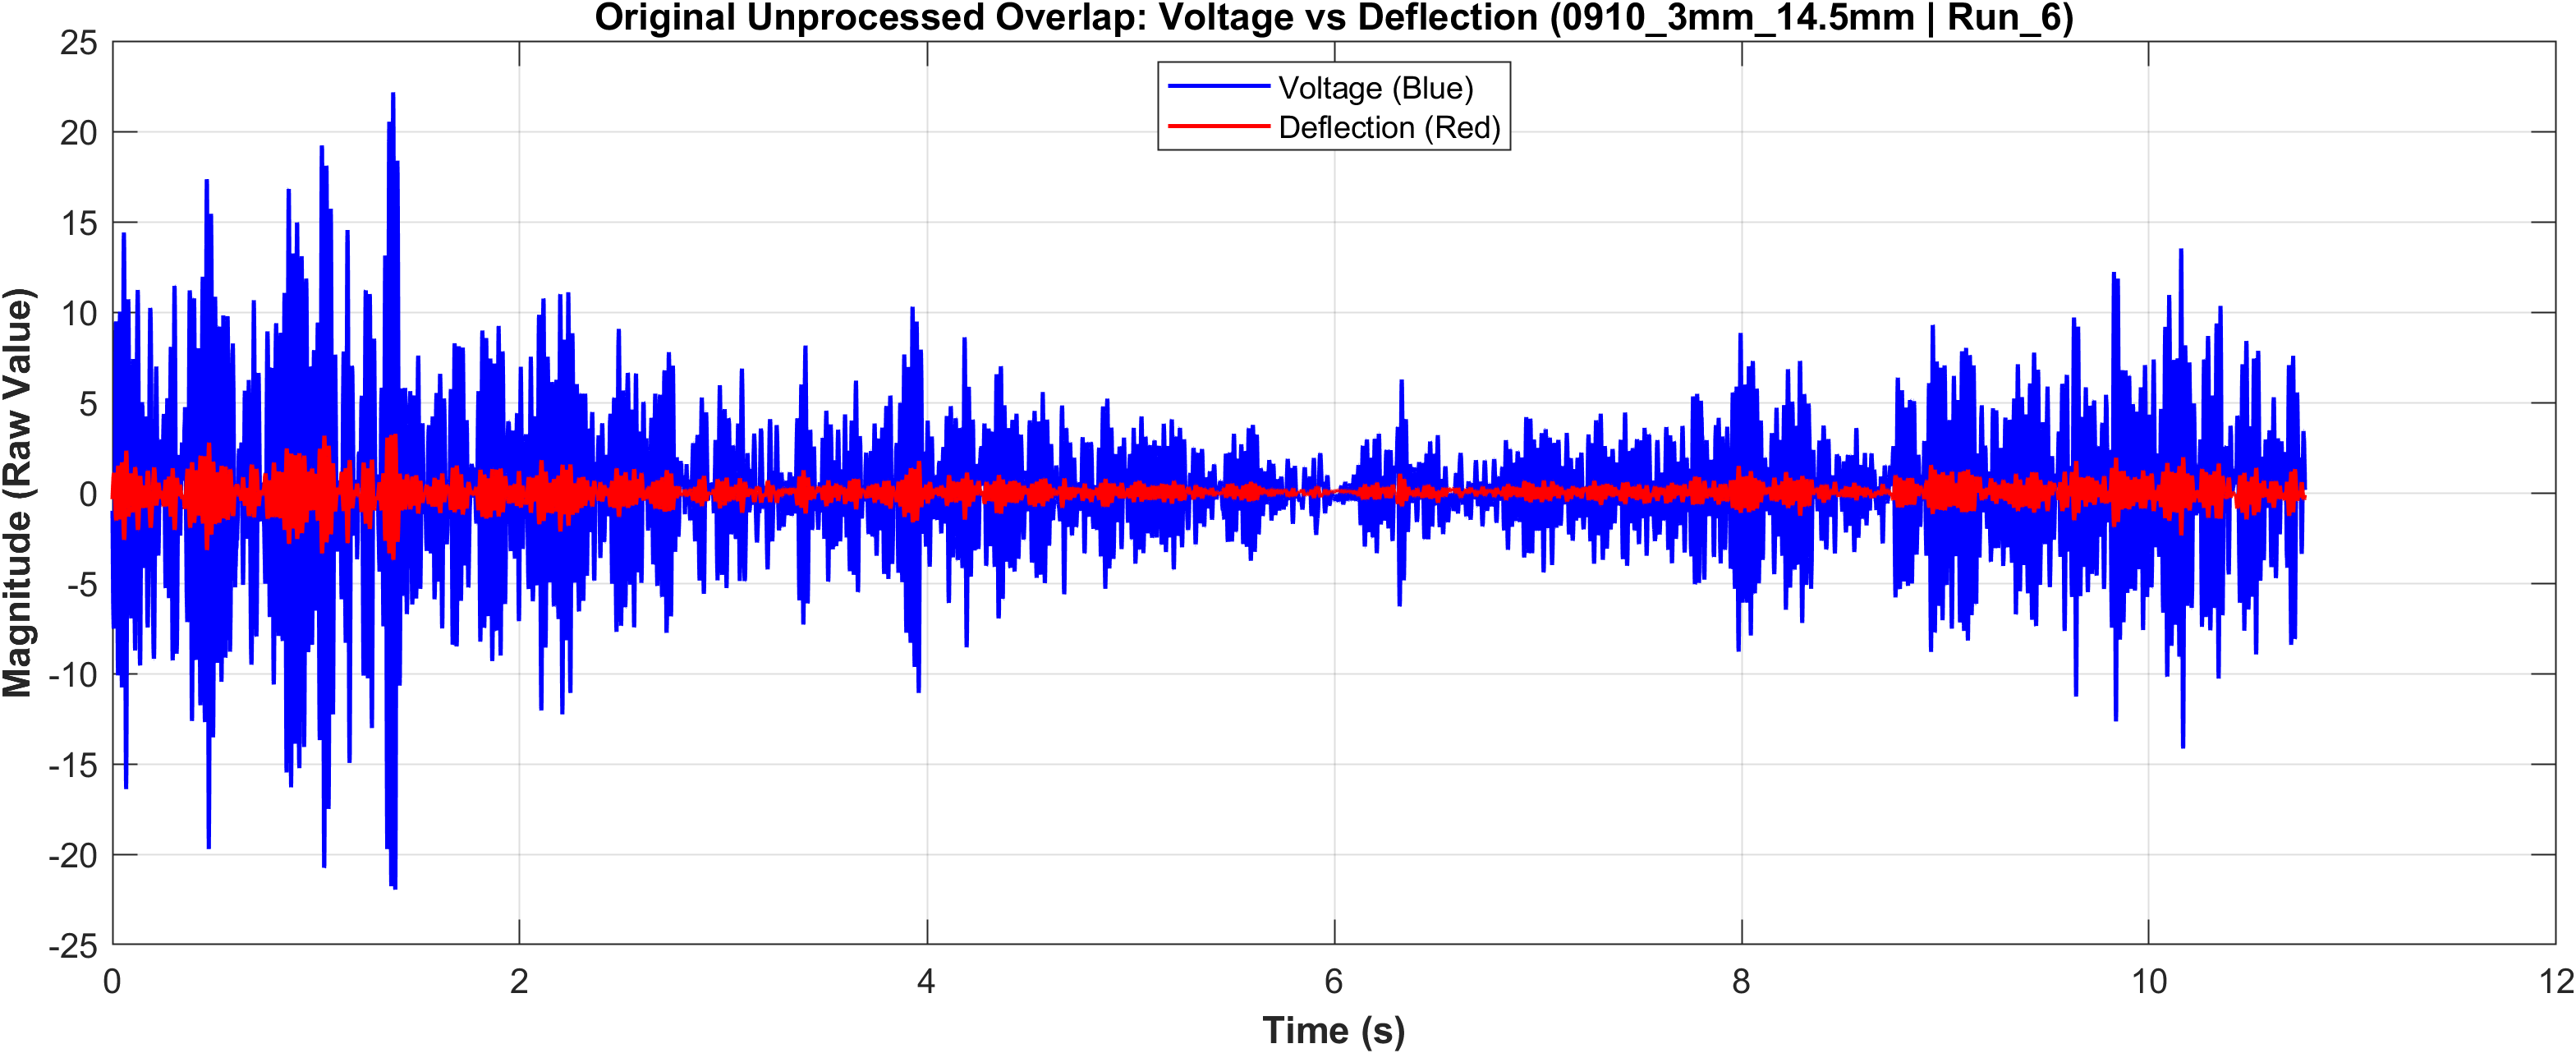 Original Unprocessed Overlap: Voltage vs Deflection (0910_3mm_14.5mm | Run_6)
Voltage (Blue)
Deflection (Red)
Magnitude (Raw Value)
25
20
15
10
5
0
-5
-10
-15
-20
-25
0 2 4 6 8 10 12
Time (s)